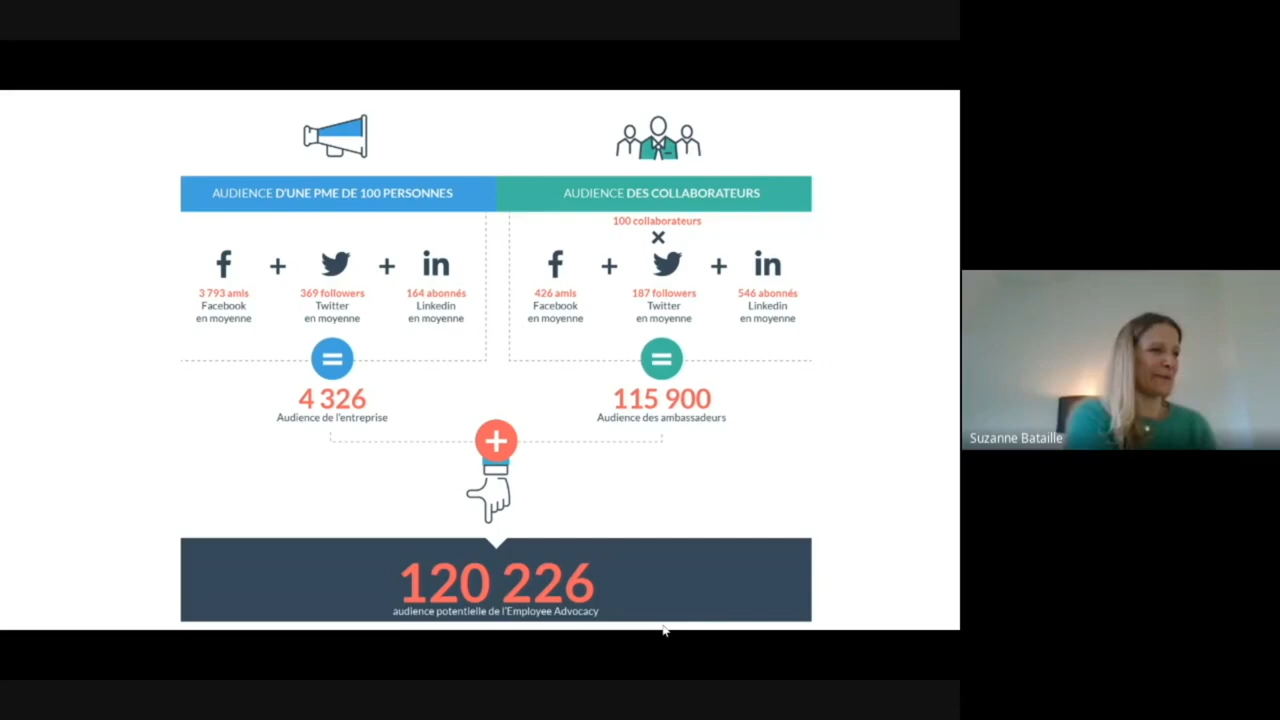 AUDIENCE D'UNE PME DE 100 PERSONNES
3 793 amis
Facebook
en moyenne
+
369 followers
Twitter
en moyenne
+
164 abonnés
Linkedin
en moyenne
=
4 326
Audience de l'entreprise
AUDIENCE DES COLLABORATEURS
100 collaborateurs
×
426 amis
Facebook
en moyenne
+
187 followers
Twitter
en moyenne
+
546 abonnés
Linkedin
en moyenne
=
115 900
Audience des ambassadeurs
+
120 226
audience potentielle de l'Employee Advocacy
Suzanne Bataille